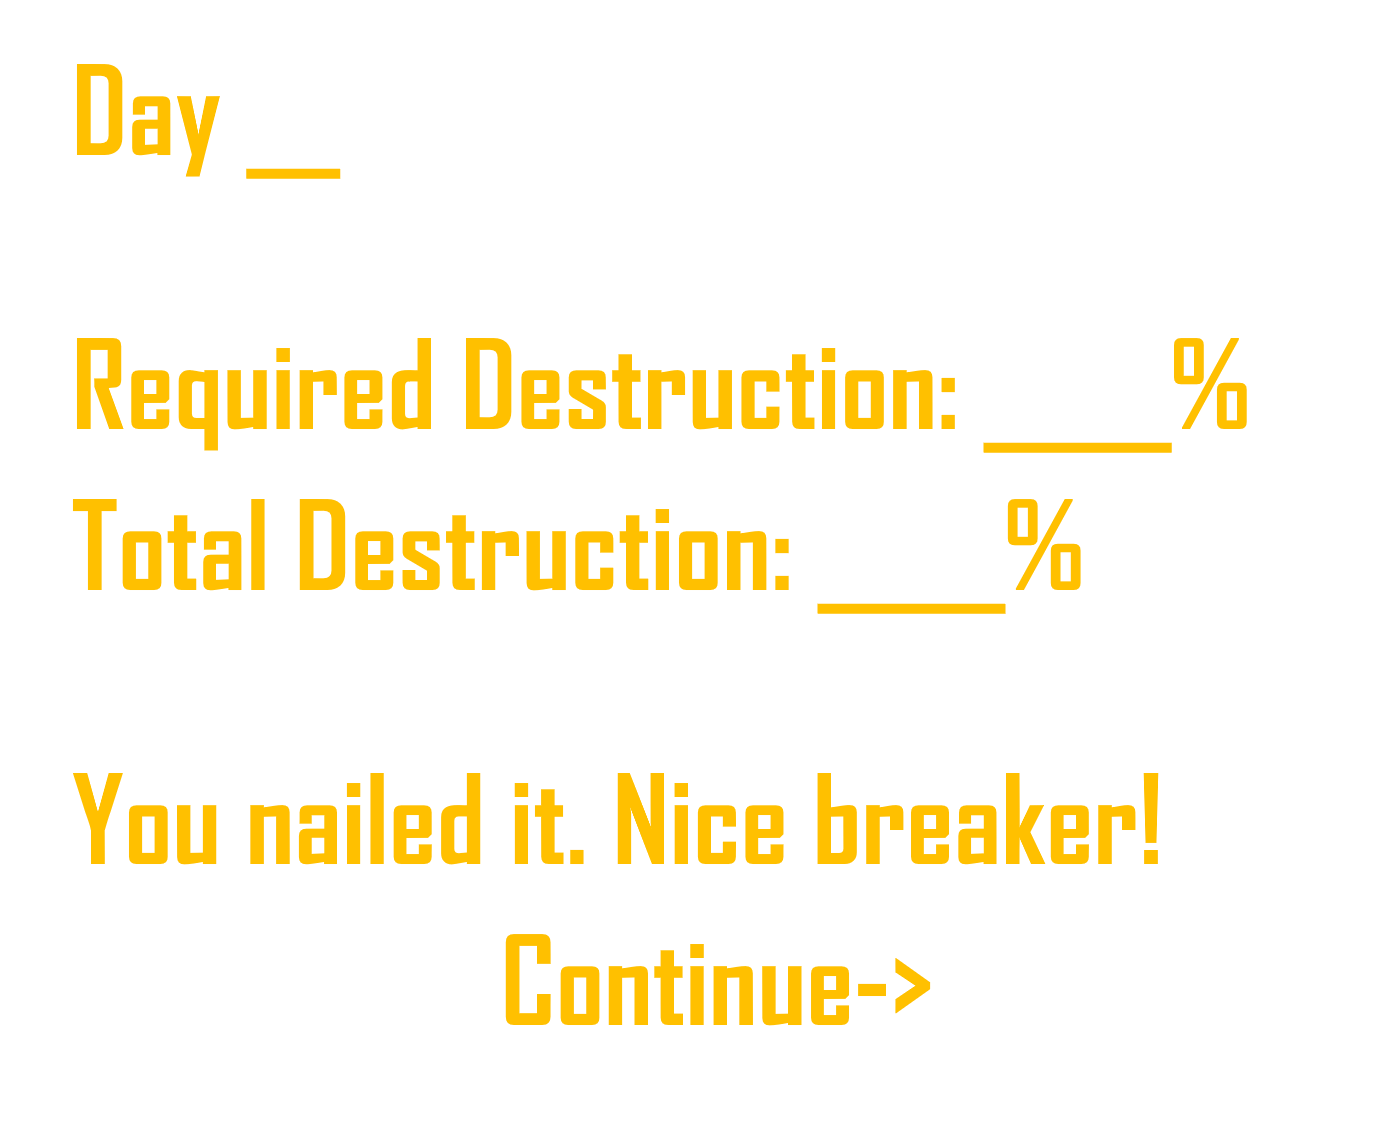 Day __
Required Destruction: ____%
Total Destruction: ____%
You nailed it. Nice breaker!
Continue->